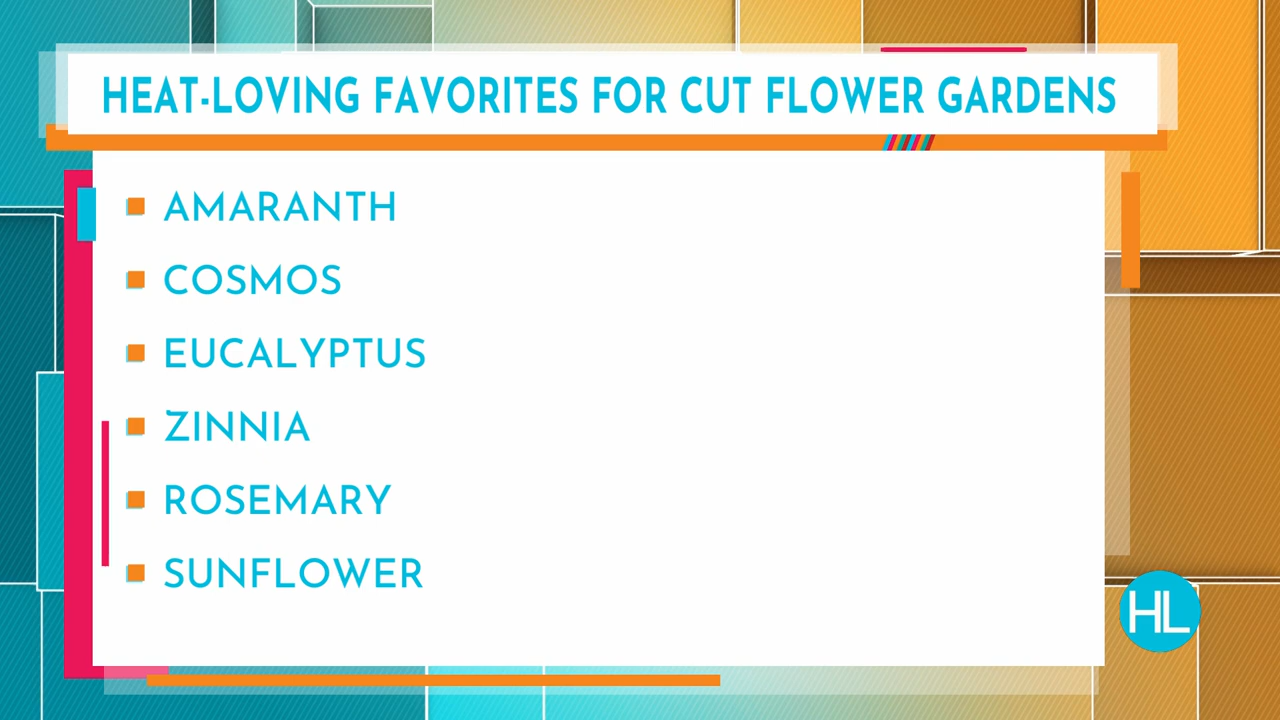 HEAT-LOVING FAVORITES FOR CUT FLOWER GARDENS
AMARANTH
COSMOS
EUCALYPTUS
ZINNIA
ROSEMARY
SUNFLOWER
HL